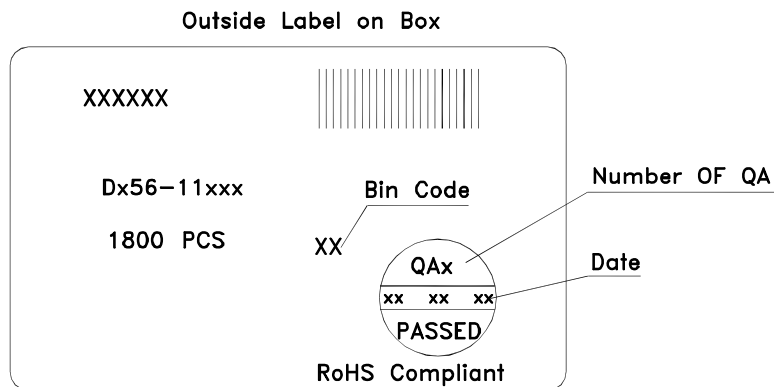 Outside Label on Box
XXXXXX
Dx56-11xxx
Bin Code
Number OF QA
1800 PCS
XX
QAx
Date
xx xx xx
PASSED
RoHS Compliant